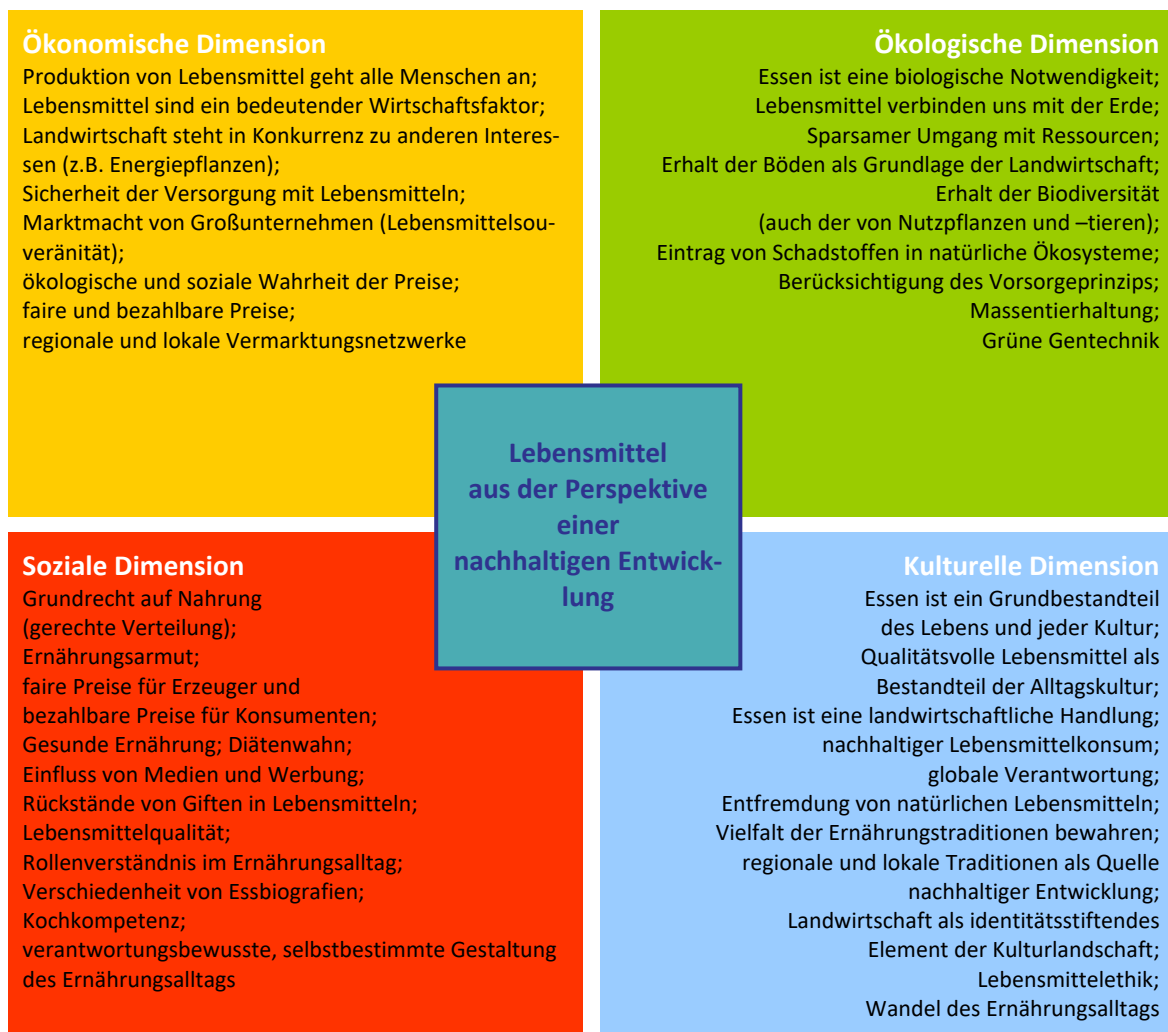 Ökonomische Dimension
Produktion von Lebensmittel geht alle Menschen an;
Lebensmittel sind ein bedeutender Wirtschaftsfaktor;
Landwirtschaft steht in Konkurrenz zu anderen Interes-
sen (z.B. Energiepflanzen);
Sicherheit der Versorgung mit Lebensmitteln;
Marktmacht von Großunternehmen (Lebensmittelsou-
veränität);
ökologische und soziale Wahrheit der Preise;
faire und bezahlbare Preise;
regionale und lokale Vermarktungsnetzwerke
Ökologische Dimension
Essen ist eine biologische Notwendigkeit;
Lebensmittel verbinden uns mit der Erde;
Sparsamer Umgang mit Ressourcen;
Erhalt der Böden als Grundlage der Landwirtschaft;
Erhalt der Biodiversität
(auch der von Nutzpflanzen und –tieren);
Eintrag von Schadstoffen in natürliche Ökosysteme;
Berücksichtigung des Vorsorgeprinzips;
Massentierhaltung;
Grüne Gentechnik
Lebensmittel
aus der Perspektive
einer
nachhaltigen Entwick-
lung
Soziale Dimension
Grundrecht auf Nahrung
(gerechte Verteilung);
Ernährungsarmut;
faire Preise für Erzeuger und
bezahlbare Preise für Konsumenten;
Gesunde Ernährung; Diätenwahn;
Einfluss von Medien und Werbung;
Rückstände von Giften in Lebensmitteln;
Lebensmittelqualität;
Rollenverständnis im Ernährungsalltag;
Verschiedenheit von Essbiografien;
Kochkompetenz;
verantwortungsbewusste, selbstbestimmte Gestaltung
des Ernährungsalltags
Kulturelle Dimension
Essen ist ein Grundbestandteil
des Lebens und jeder Kultur;
Qualitätsvolle Lebensmittel als
Bestandteil der Alltagskultur;
Essen ist eine landwirtschaftliche Handlung;
nachhaltiger Lebensmittelkonsum;
globale Verantwortung;
Entfremdung von natürlichen Lebensmitteln;
Vielfalt der Ernährungstraditionen bewahren;
regionale und lokale Traditionen als Quelle
nachhaltiger Entwicklung;
Landwirtschaft als identitätsstiftendes
Element der Kulturlandschaft;
Lebensmittelethik;
Wandel des Ernährungsalltags